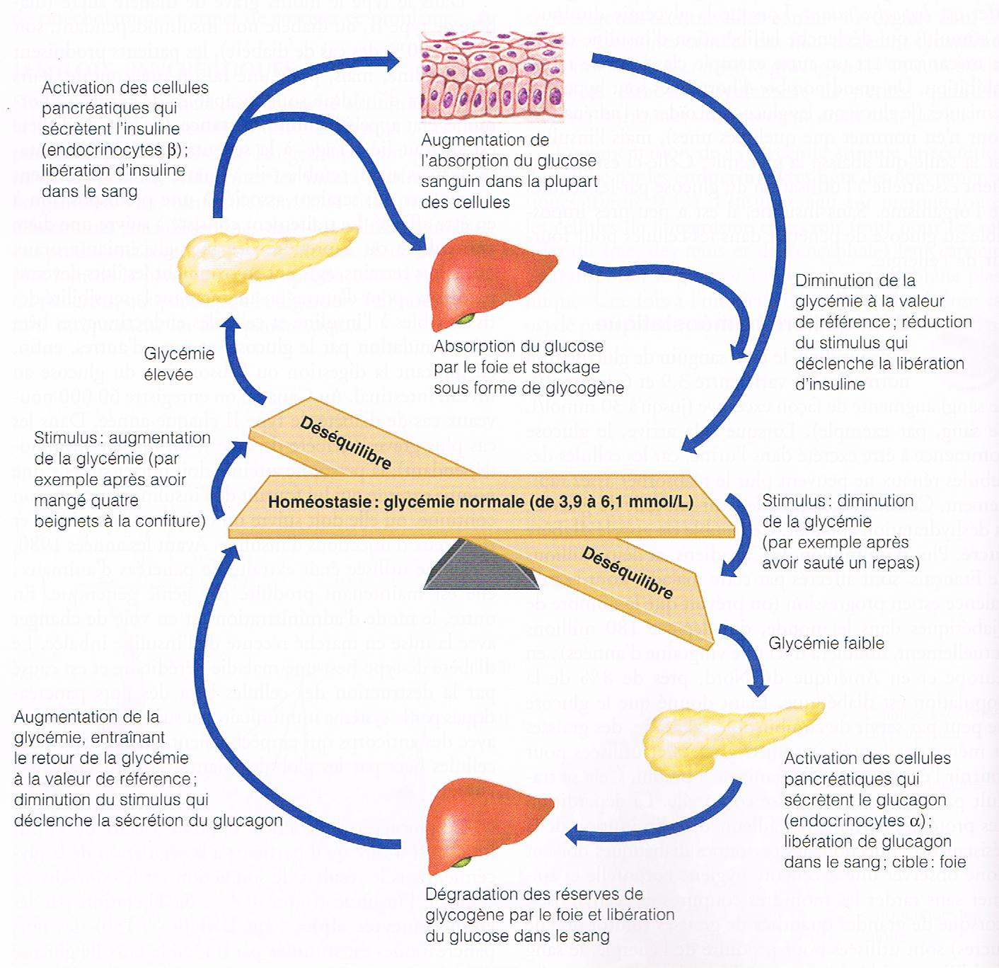 Activation des cellules
pancréatiques qui
sécrètent l'insuline
(endocrinocytes β) ;
libération d'insuline
dans le sang
Augmentation de
l'absorption du glucose
sanguin dans la plupart
des cellules
Absorption du glucose
par le foie et stockage
sous forme de glycogène
Diminution de la
glycémie à la valeur
de référence ; réduction
du stimulus qui
déclenche la libération
d'insuline
Glycémie
élevée
Stimulus : augmentation
de la glycémie (par
exemple après avoir
mangé quatre
beignets à la confiture)
Déséquilibre
Homéostasie : glycémie normale (de 3,9 à 6,1 mmol/L)
Déséquilibre
Stimulus : diminution
de la glycémie
(par exemple après
avoir sauté un repas)
Glycémie faible
Activation des cellules
pancréatiques qui
sécrètent le glucagon
(endocrinocytes α) ;
libération de glucagon
dans le sang ; cible : foie
Dégradation des réserves de
glycogène par le foie et libération
du glucose dans le sang
Augmentation de la
glycémie, entraînant
le retour de la glycémie
à la valeur de référence ;
diminution du stimulus qui
déclenche la sécrétion du glucagon